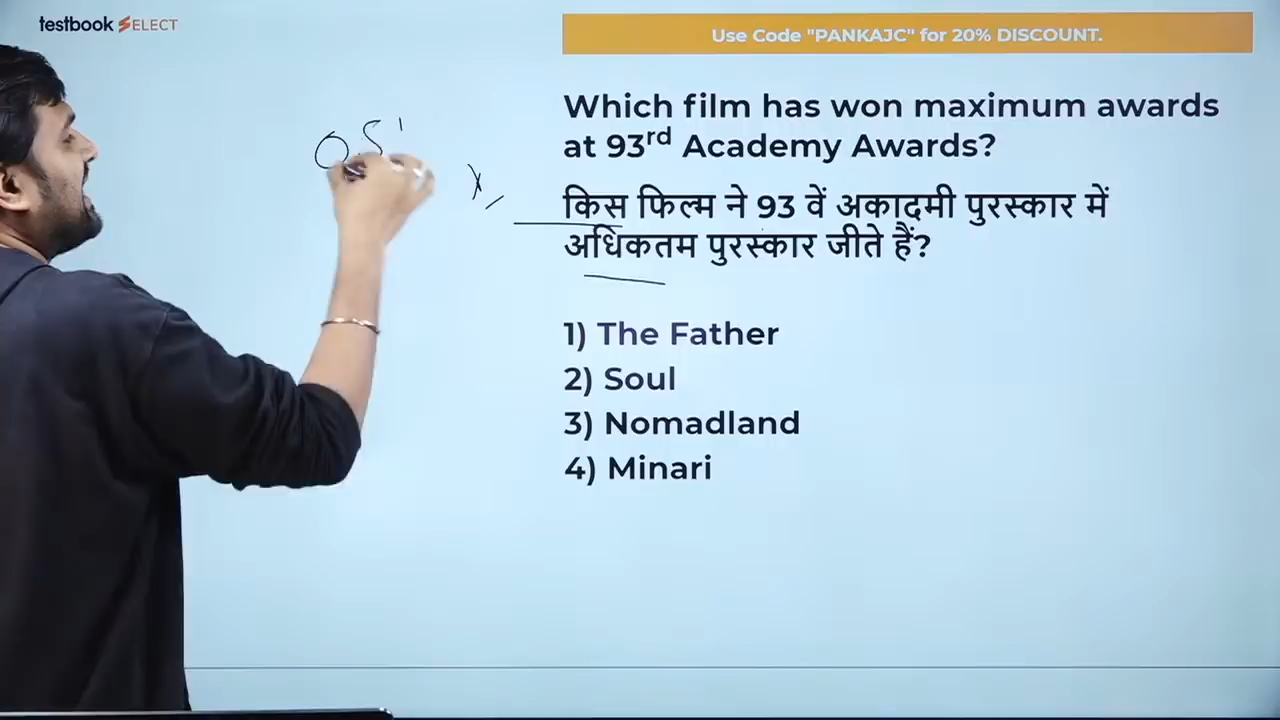 testbook SELECT
Use Code "PANKAJC" for 20% DISCOUNT.
Which film has won maximum awards
at 93rd Academy Awards?
किस फिल्म ने 93 वें अकादमी पुरस्कार में
अधिकतम पुरस्कार जीते हैं?
1) The Father
2) Soul
3) Nomadland
4) Minari